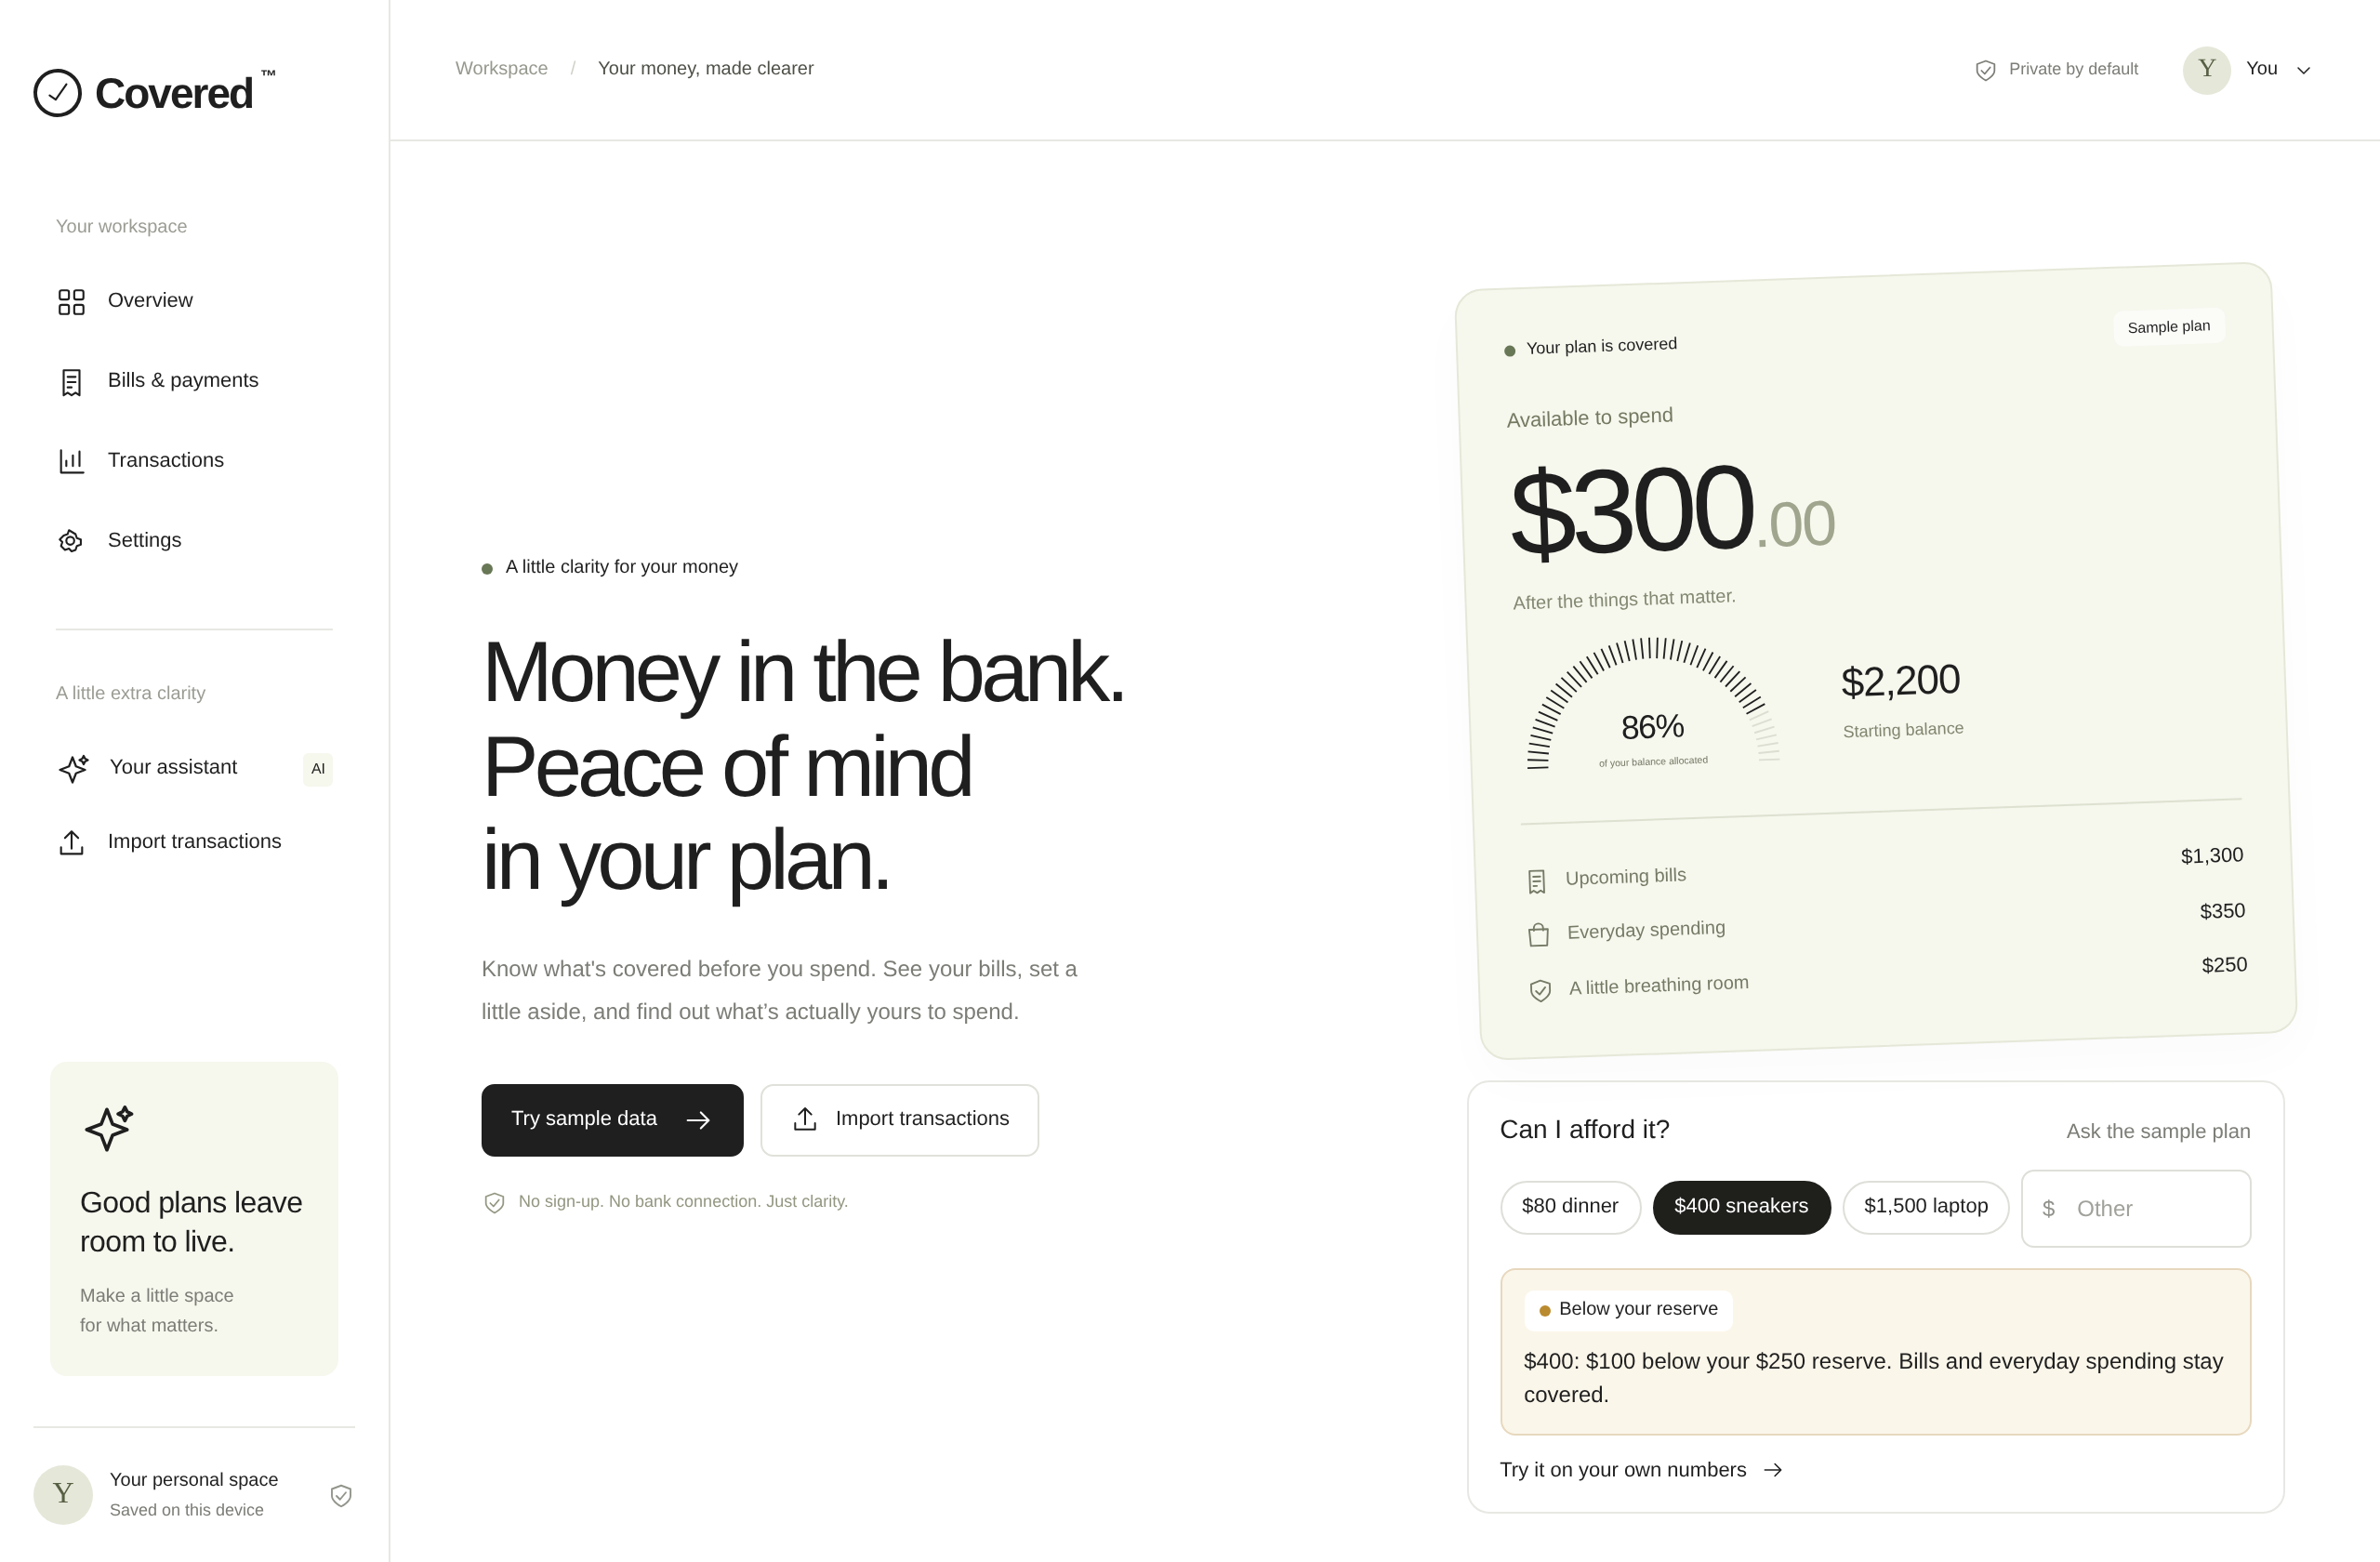 Covered™
Your workspace
Overview
Bills & payments
Transactions
Settings
A little extra clarity
Your assistant AI
Import transactions
Good plans leave
room to live.
Make a little space
for what matters.
Y
Your personal space
Saved on this device
Workspace / Your money, made clearer
Private by default
Y You
A little clarity for your money
Money in the bank.
Peace of mind
in your plan.
Know what's covered before you spend. See your bills, set a
little aside, and find out what’s actually yours to spend.
Try sample data
Import transactions
No sign-up. No bank connection. Just clarity.
Your plan is covered
Sample plan
Available to spend
$300.00
After the things that matter.
86%
of your balance allocated
$2,200
Starting balance
Upcoming bills $1,300
Everyday spending $350
A little breathing room $250
Can I afford it?
Ask the sample plan
$80 dinner
$400 sneakers
$1,500 laptop
$ Other
Below your reserve
$400: $100 below your $250 reserve. Bills and everyday spending stay
covered.
Try it on your own numbers